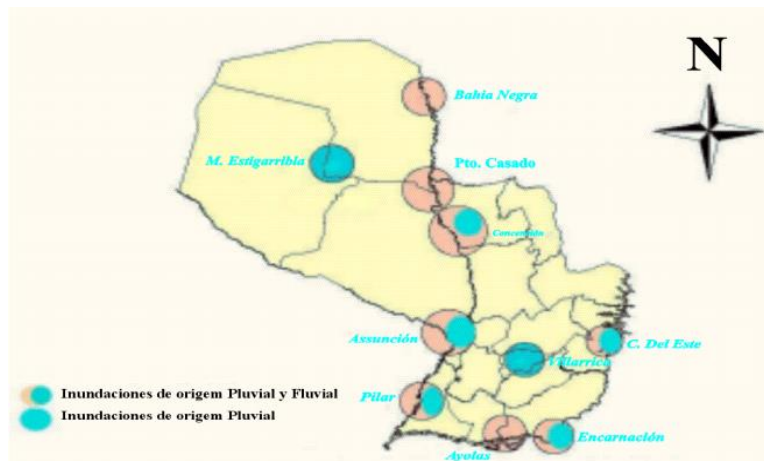 N
Bahia Negra
M. Estigarribia
Pto. Casado
Concención
Assunción
C. Del Este
Villarrica
Inundaciones de origem Pluvial y Fluvial
Inundaciones de origem Pluvial
Pilar
Encarnación
Ayolas